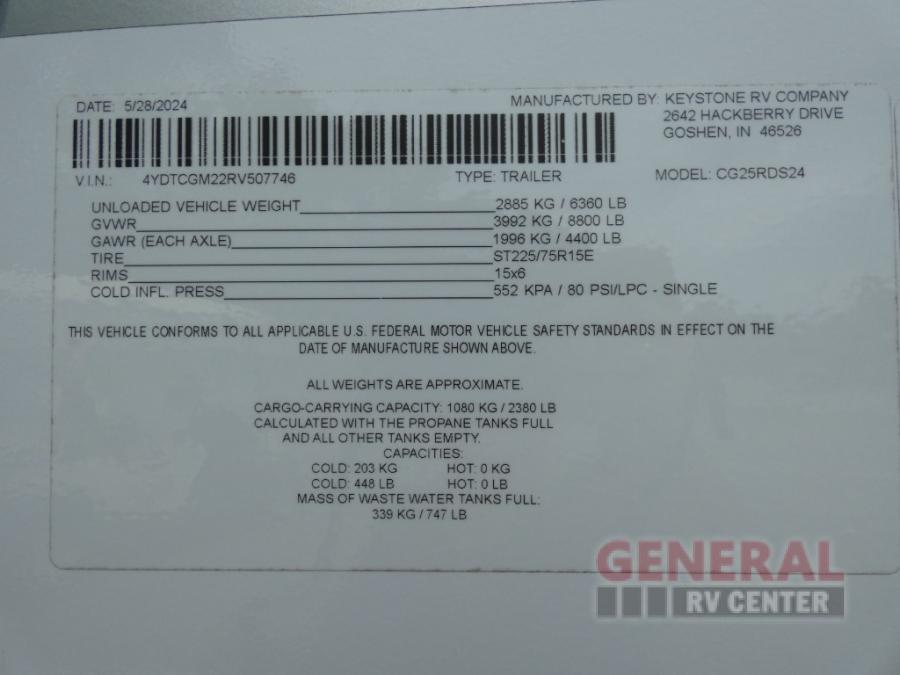 DATE: 5/28/2024
MANUFACTURED BY: KEYSTONE RV COMPANY
2642 HACKBERRY DRIVE
GOSHEN, IN 46526
V.I.N.: 4YDTCGM22RV507746 TYPE: TRAILER MODEL: CG25RDS24
UNLOADED VEHICLE WEIGHT 2885 KG / 6360 LB
GVWR 3992 KG / 8800 LB
GAWR (EACH AXLE) 1996 KG / 4400 LB
TIRE ST225/75R15E
RIMS 15x6
COLD INFL. PRESS 552 KPA / 80 PSI/LPC - SINGLE
THIS VEHICLE CONFORMS TO ALL APPLICABLE U.S. FEDERAL MOTOR VEHICLE SAFETY STANDARDS IN EFFECT ON THE
DATE OF MANUFACTURE SHOWN ABOVE.
ALL WEIGHTS ARE APPROXIMATE.
CARGO-CARRYING CAPACITY: 1080 KG / 2380 LB
CALCULATED WITH THE PROPANE TANKS FULL
AND ALL OTHER TANKS EMPTY.
CAPACITIES:
COLD: 203 KG HOT: 0 KG
COLD: 448 LB HOT: 0 LB
MASS OF WASTE WATER TANKS FULL:
339 KG / 747 LB
GENERAL
RV CENTER